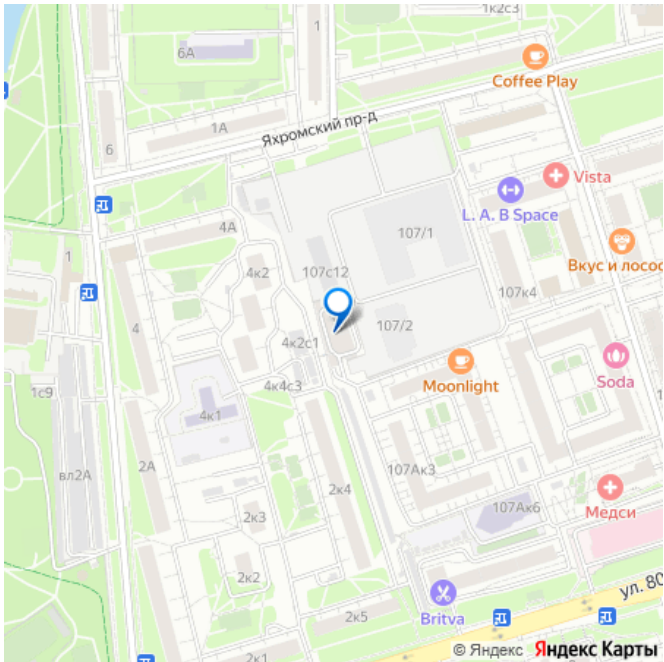 1к2с3
1
6А
Coffee Play
Яхромский пр-д
1А
6
Vista
L. A. B Space
4А
107/1
1
Вкус и лосос
4к2
107с12
107к4
4
107/2
4к2с1
Moonlight
Soda
4к4с3
1с9
4к1
2А
вл2А
107Ак3
2к4
107Ак6
Медси
2к3
2к2
ул. 80
Britva
2к5
2к1
© Яндекс Яндекс Карты